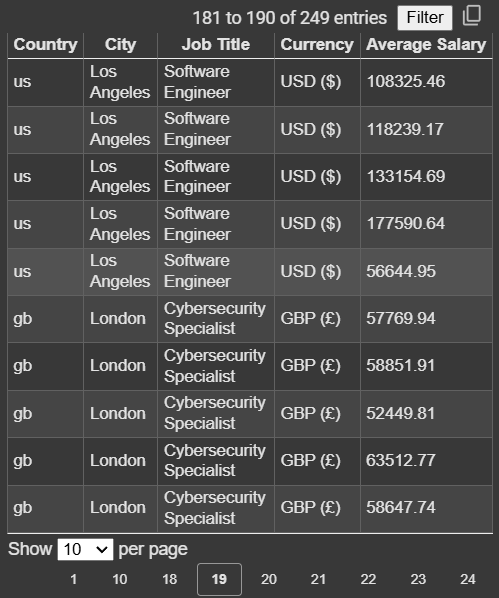 181 to 190 of 249 entries Filter
Country City Job Title Currency Average Salary
us Los Angeles Software Engineer USD ($) 108325.46
us Los Angeles Software Engineer USD ($) 118239.17
us Los Angeles Software Engineer USD ($) 133154.69
us Los Angeles Software Engineer USD ($) 177590.64
us Los Angeles Software Engineer USD ($) 56644.95
gb London Cybersecurity Specialist GBP (£) 57769.94
gb London Cybersecurity Specialist GBP (£) 58851.91
gb London Cybersecurity Specialist GBP (£) 52449.81
gb London Cybersecurity Specialist GBP (£) 63512.77
gb London Cybersecurity Specialist GBP (£) 58647.74
Show 10 per page
1 10 18 19 20 21 22 23 24